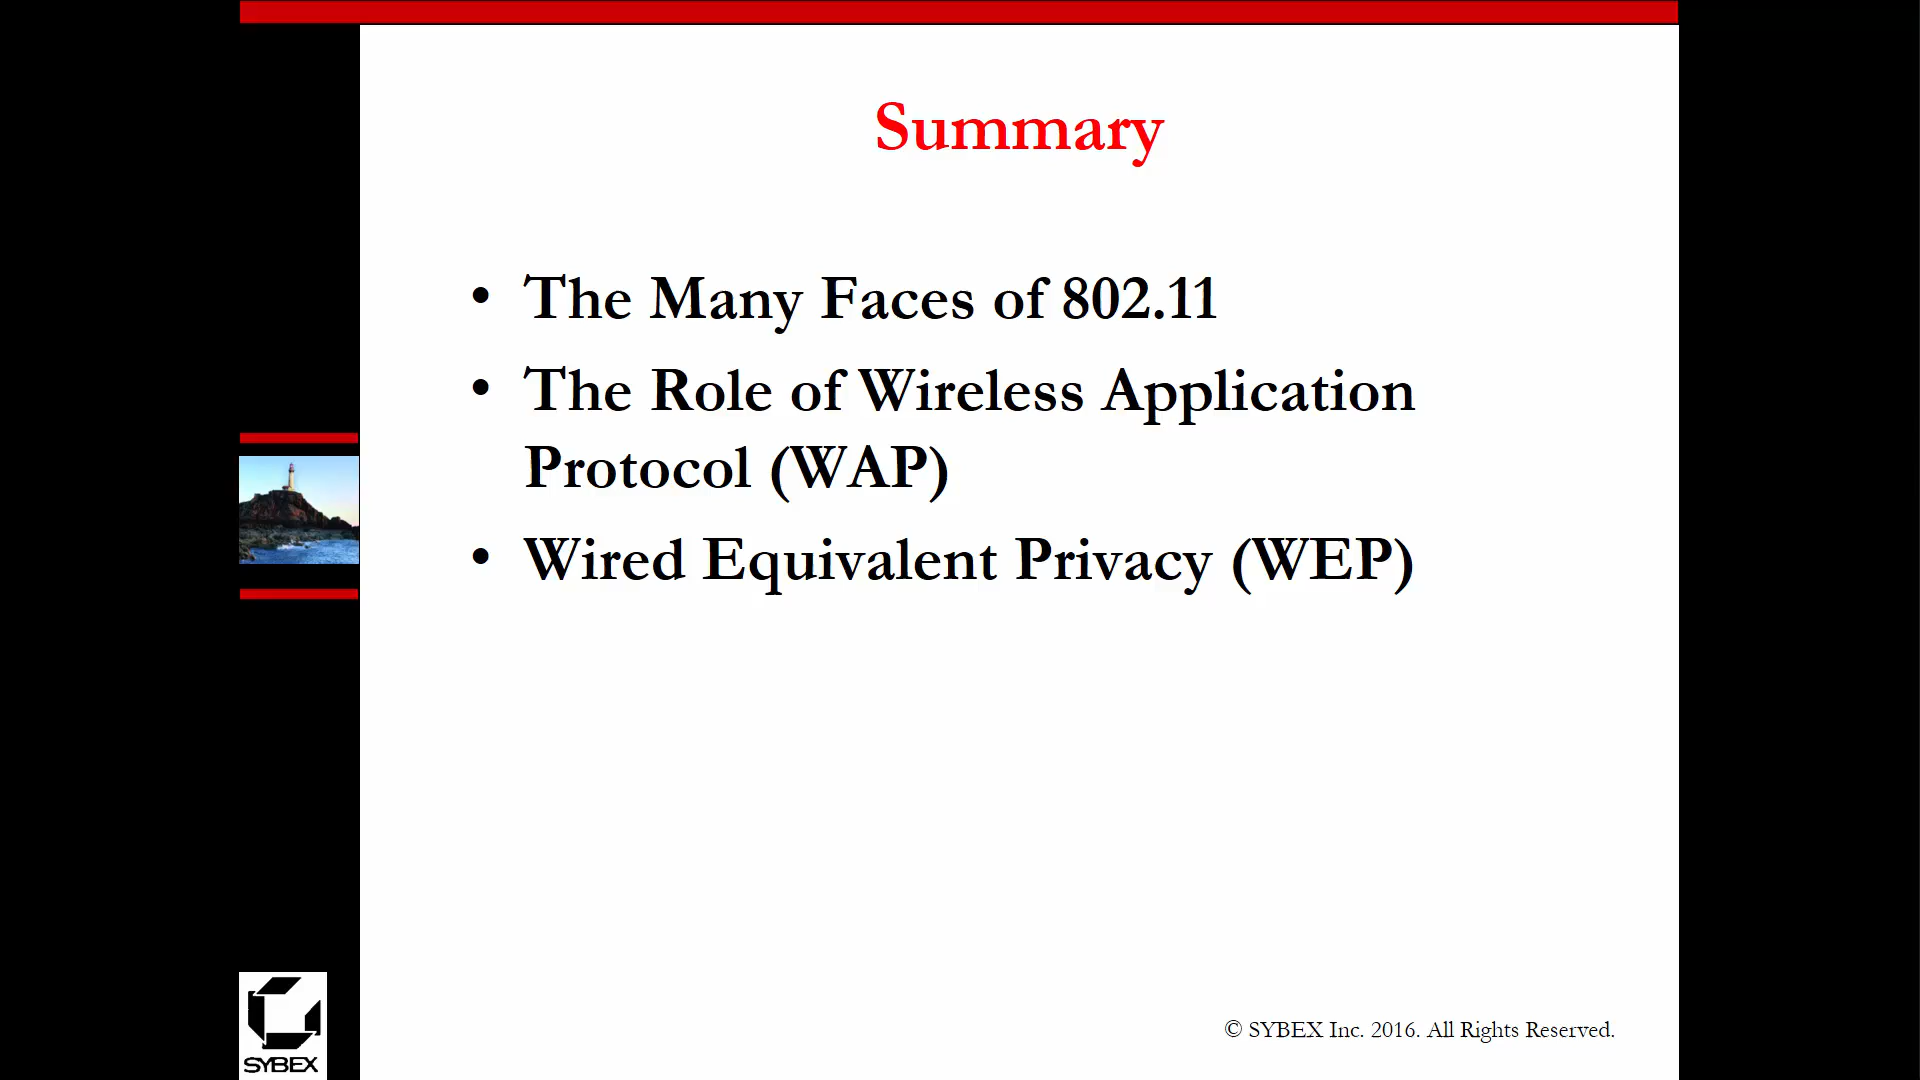 Summary
• The Many Faces of 802.11
• The Role of Wireless Application
Protocol (WAP)
• Wired Equivalent Privacy (WEP)
© SYBEX Inc. 2016. All Rights Reserved.
SYBEX